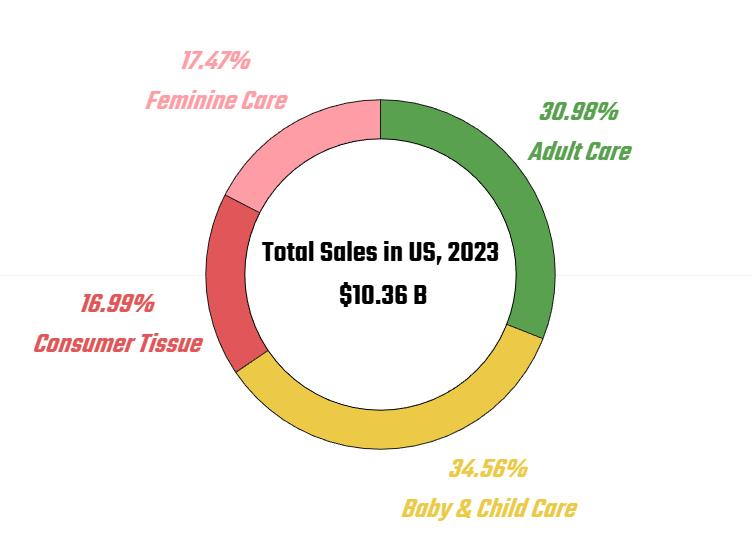 17.47%
Feminine Care
30.98%
Adult Care
Total Sales in US, 2023
$10.36 B
16.99%
Consumer Tissue
34.56%
Baby & Child Care